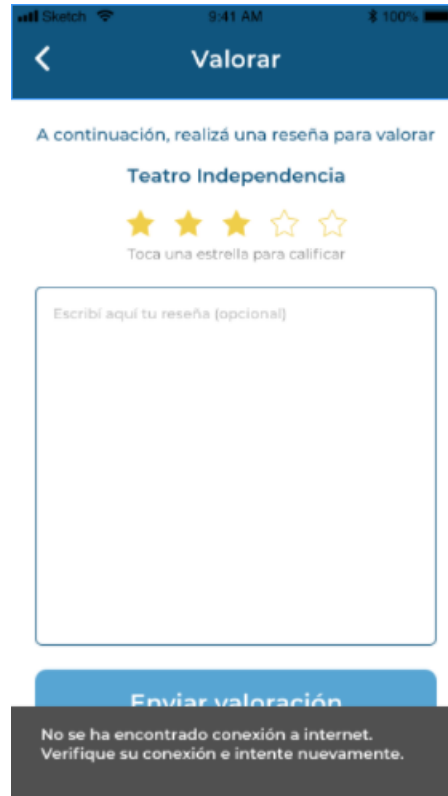 Sketch 9:41 AM 100%
Valorar
A continuación, realizá una reseña para valorar
Teatro Independencia
Toca una estrella para calificar
Escribí aquí tu reseña (opcional)
Enviar valoración
No se ha encontrado conexión a internet.
Verifique su conexión e intente nuevamente.